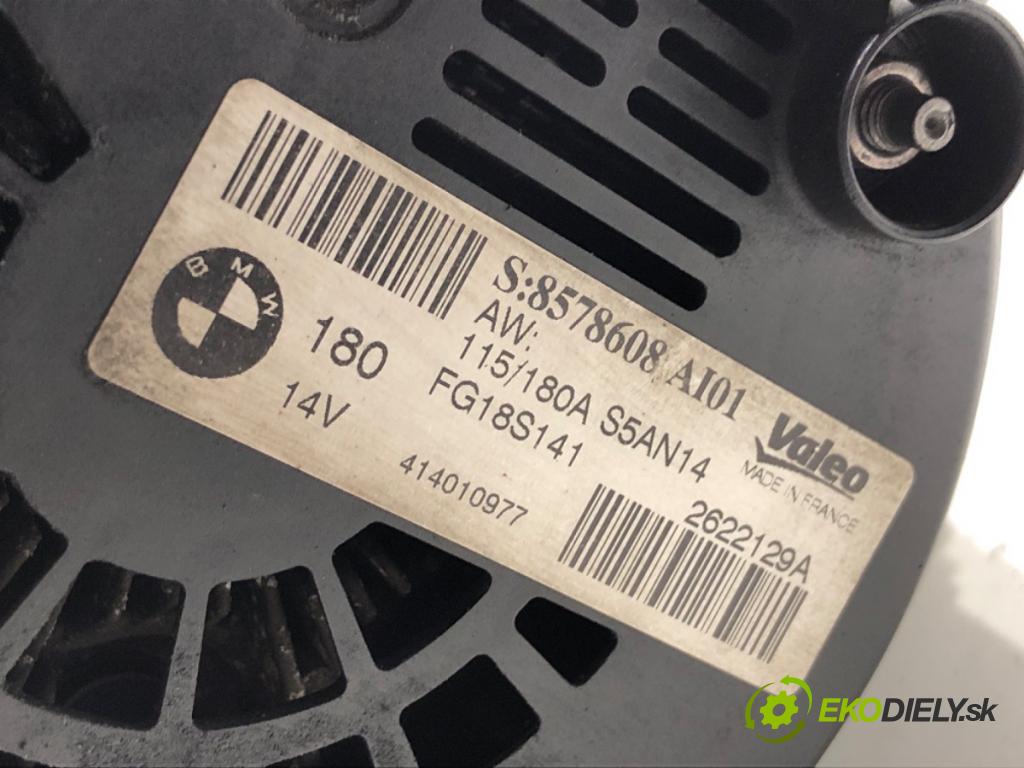 BMW
180
14V
S:8578608 AI01
AW:
115/180A S5AN14
FG18S141
414010977
Valeo
MADE IN FRANCE
2622129A
EKODIELY.sk